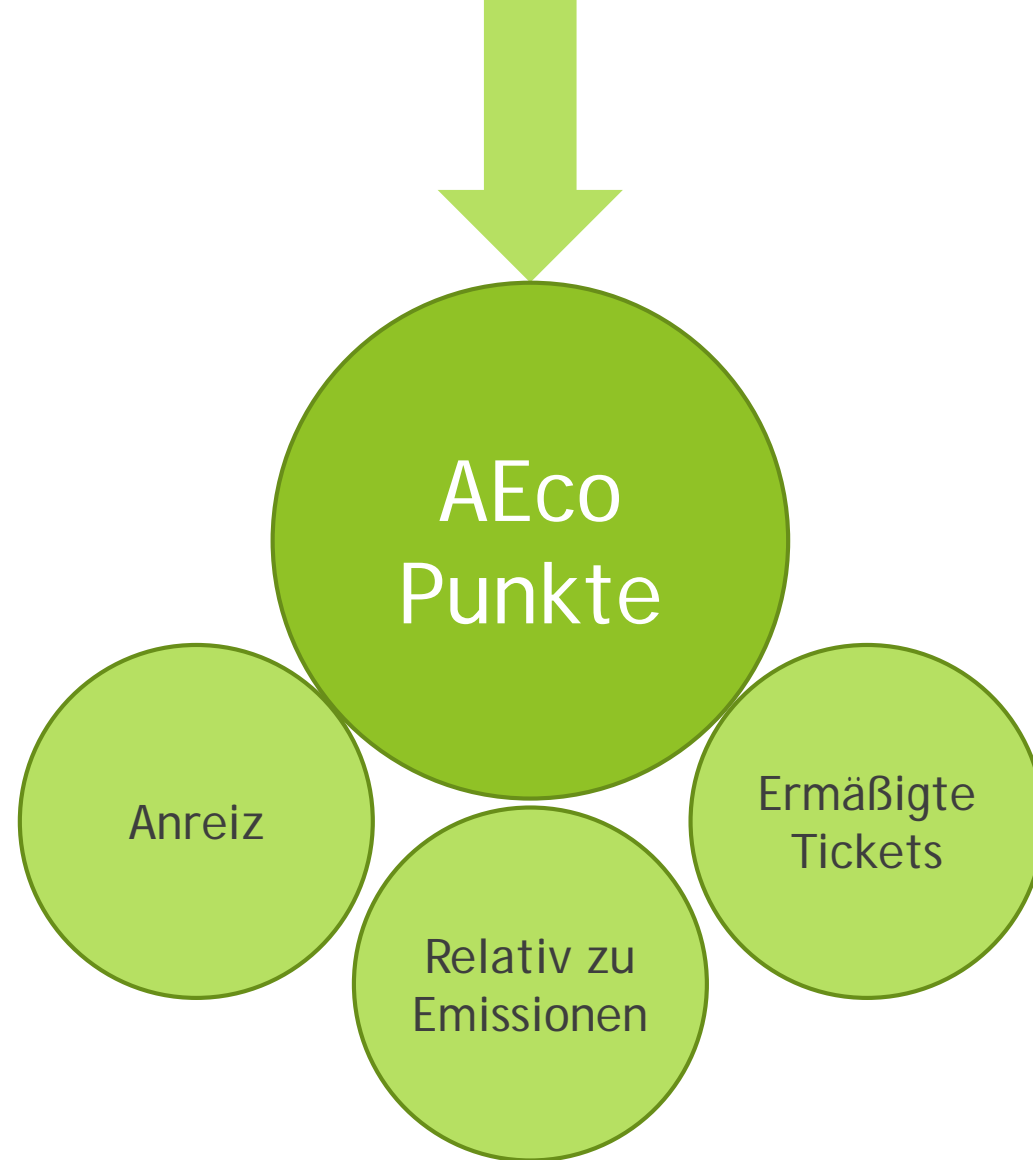 AEco
Punkte
Anreiz
Relativ zu
Emissionen
Ermäßigte
Tickets